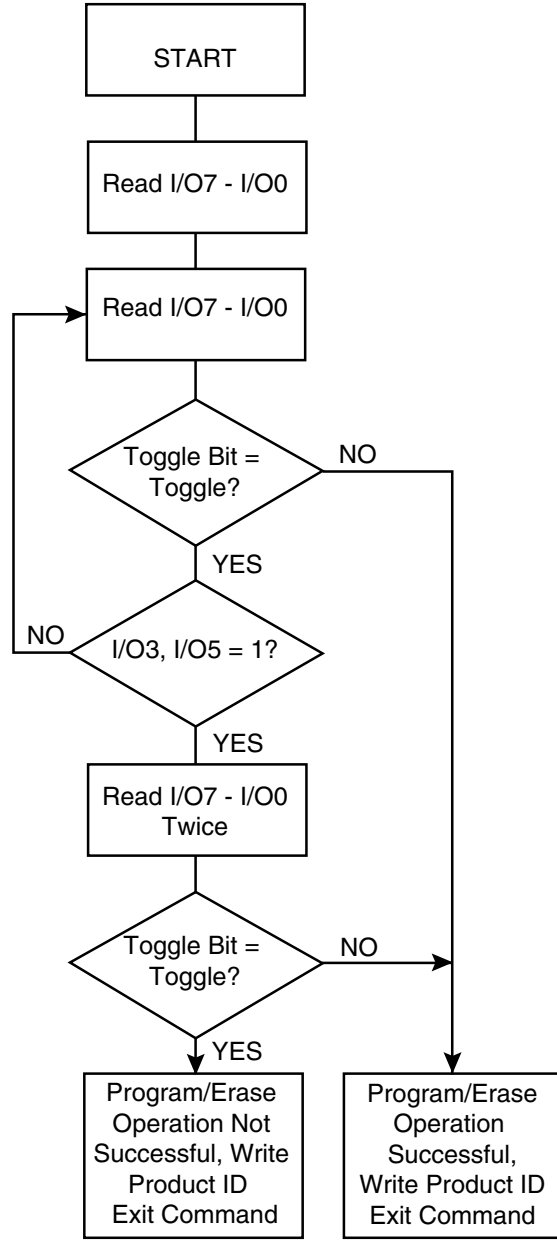 START
Read I/O7 - I/O0
Read I/O7 - I/O0
Toggle Bit =
Toggle?
NO
YES
NO
I/O3, I/O5 = 1?
YES
Read I/O7 - I/O0
Twice
Toggle Bit =
Toggle?
NO
YES
Program/Erase
Operation Not
Successful, Write
Product ID
Exit Command
Program/Erase
Operation
Successful,
Write Product ID
Exit Command